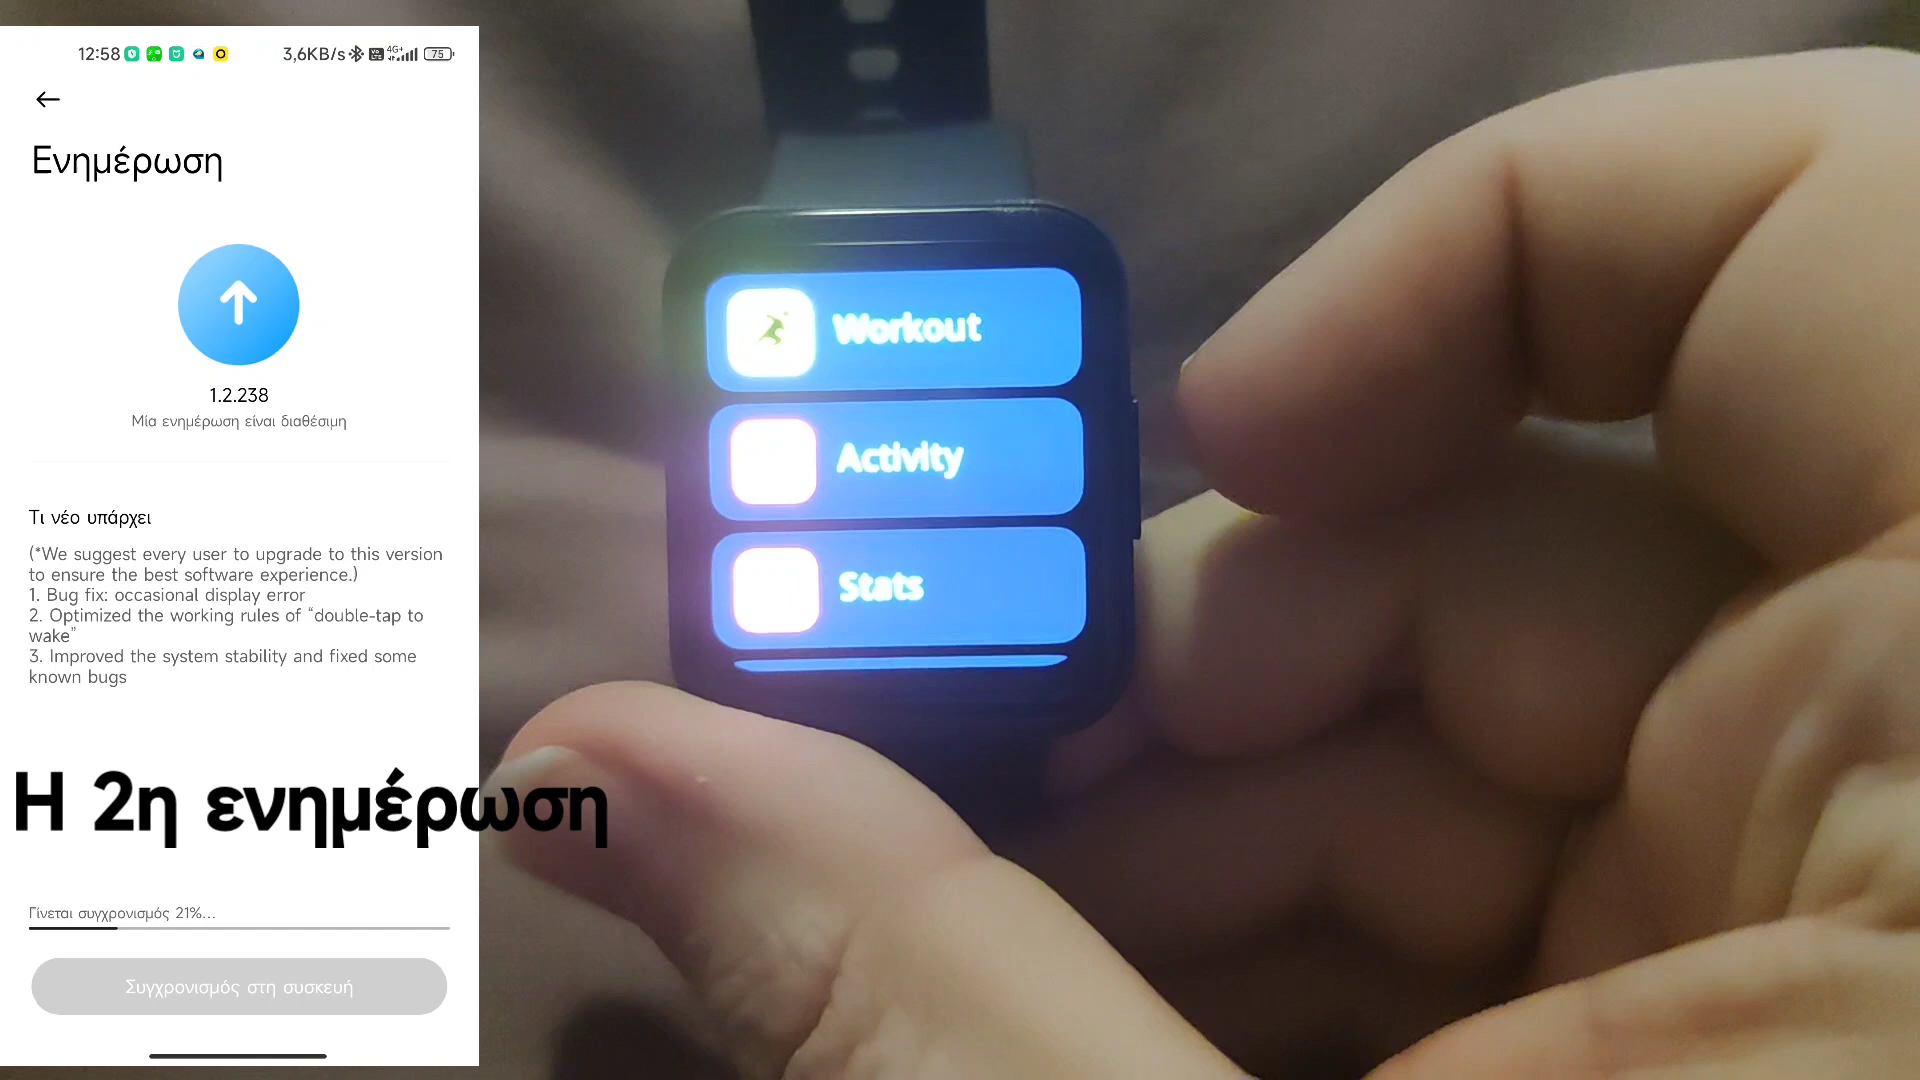 12:58
3,6KB/s
4G+
75
Ενημέρωση
1.2.238
Μία ενημέρωση είναι διαθέσιμη
Τι νέο υπάρχει
(*We suggest every user to upgrade to this version
to ensure the best software experience.)
1. Bug fix: occasional display error
2. Optimized the working rules of “double-tap to
wake”
3. Improved the system stability and fixed some
known bugs
Η 2η ενημέρωση
Γίνεται συγχρονισμός 21%...
Συγχρονισμός στη συσκευή
Workout
Activity
Stats